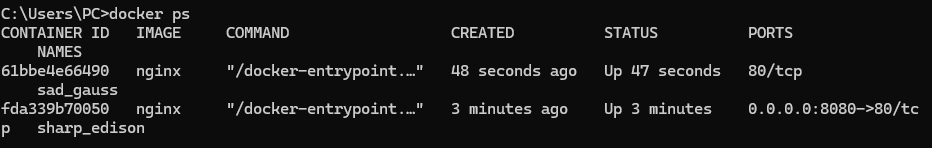 C:\Users\PC>docker ps
CONTAINER ID   IMAGE     COMMAND                  CREATED          STATUS          PORTS
    NAMES
61bbe4e66490   nginx     "/docker-entrypoint.…"   48 seconds ago   Up 47 seconds   80/tcp
    sad_gauss
fda339b70050   nginx     "/docker-entrypoint.…"   3 minutes ago    Up 3 minutes    0.0.0.0:8080->80/tc
p   sharp_edison